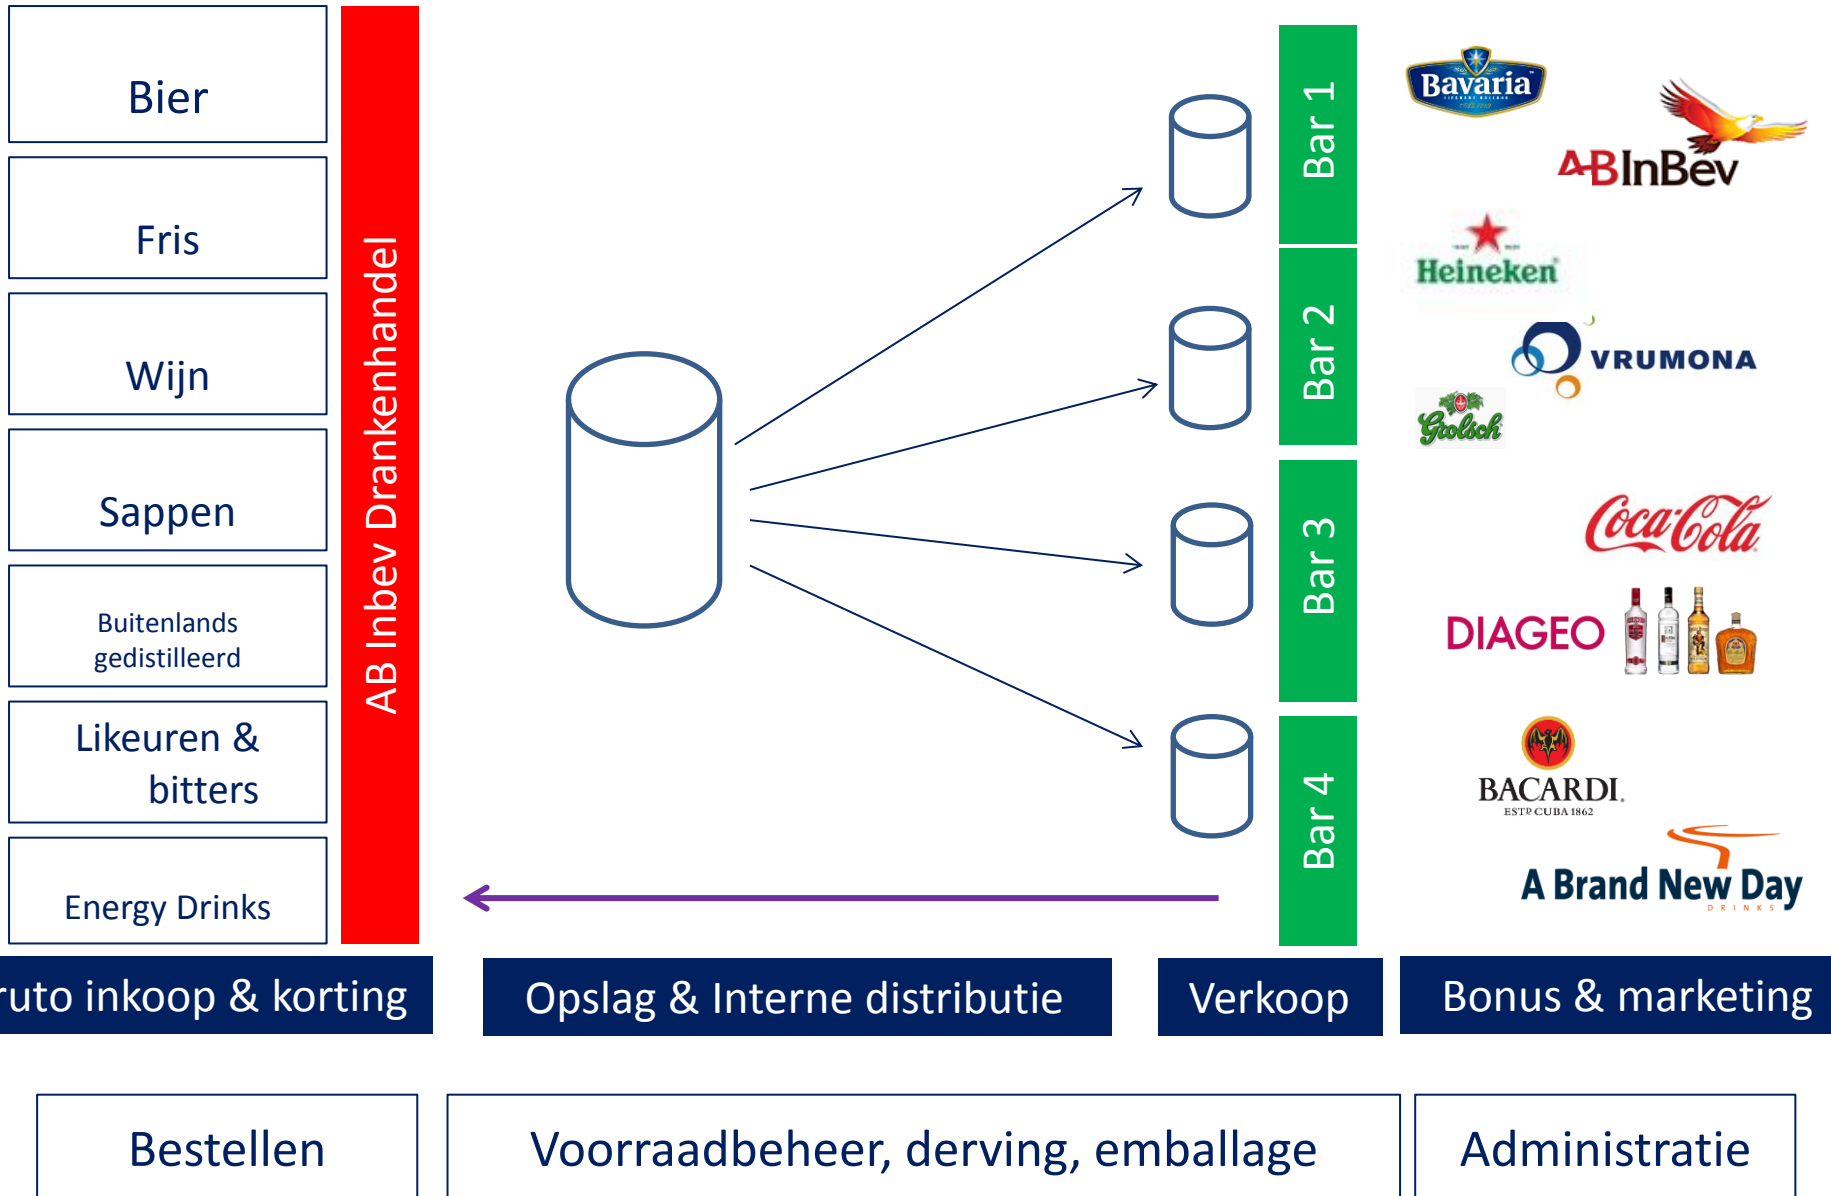 Bier
Fris
Wijn
Sappen
Buitenlands
gedistilleerd
Likeuren &
bitters
Energy Drinks
AB Inbev Drankenhandel
Bar 1
Bar 2
Bar 3
Bar 4
Bavaria
ABInBev
Heineken
VRUMONA
Grolsch
Coca-Cola
DIAGEO
BACARDI.
ESTD CUBA 1862
A Brand New Day
DRINKS
ruto inkoop & korting
Opslag & Interne distributie
Verkoop
Bonus & marketing
Bestellen
Voorraadbeheer, derving, emballage
Administratie